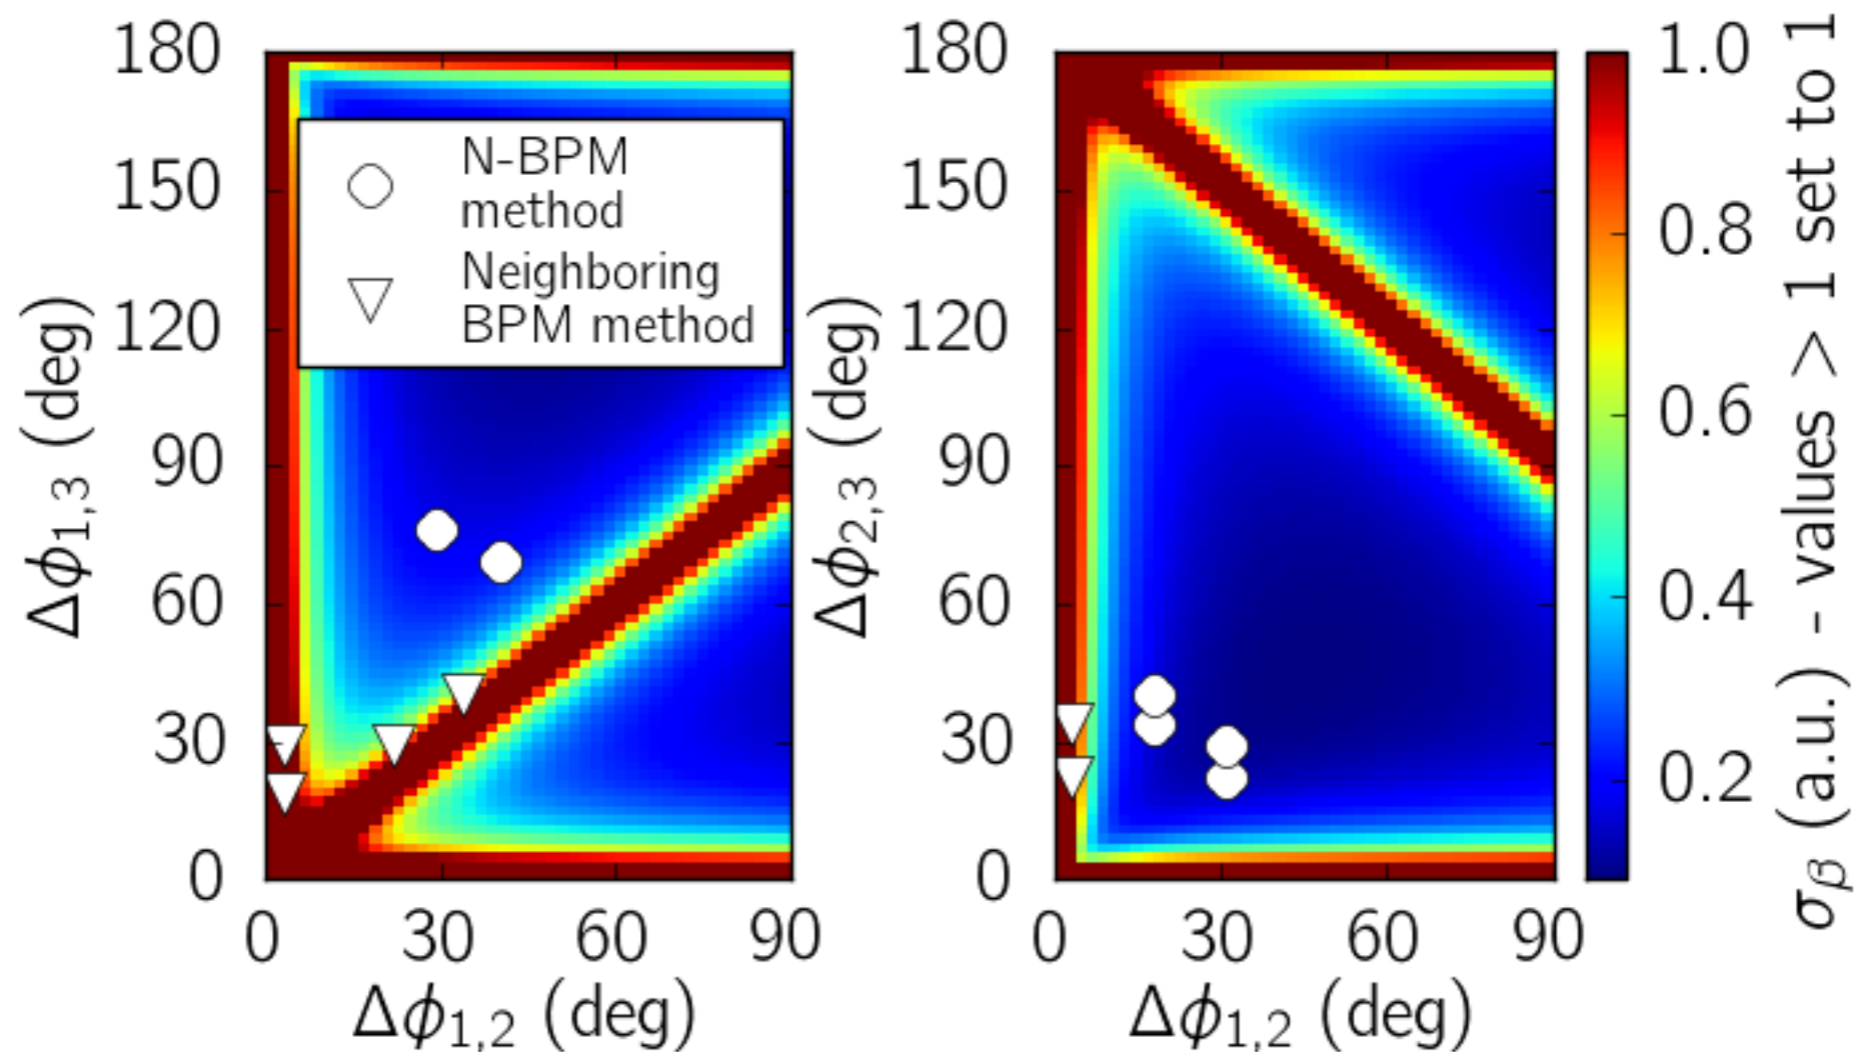 180
150
120
90
60
30
0
0 30 60 90
Δϕ1,3 (deg)
Δϕ1,2 (deg)
N-BPM
method
Neighboring
BPM method
180
150
120
90
60
30
0
0 30 60 90
Δϕ2,3 (deg)
Δϕ1,2 (deg)
1.0
0.8
0.6
0.4
0.2
σβ (a.u.) - values > 1 set to 1